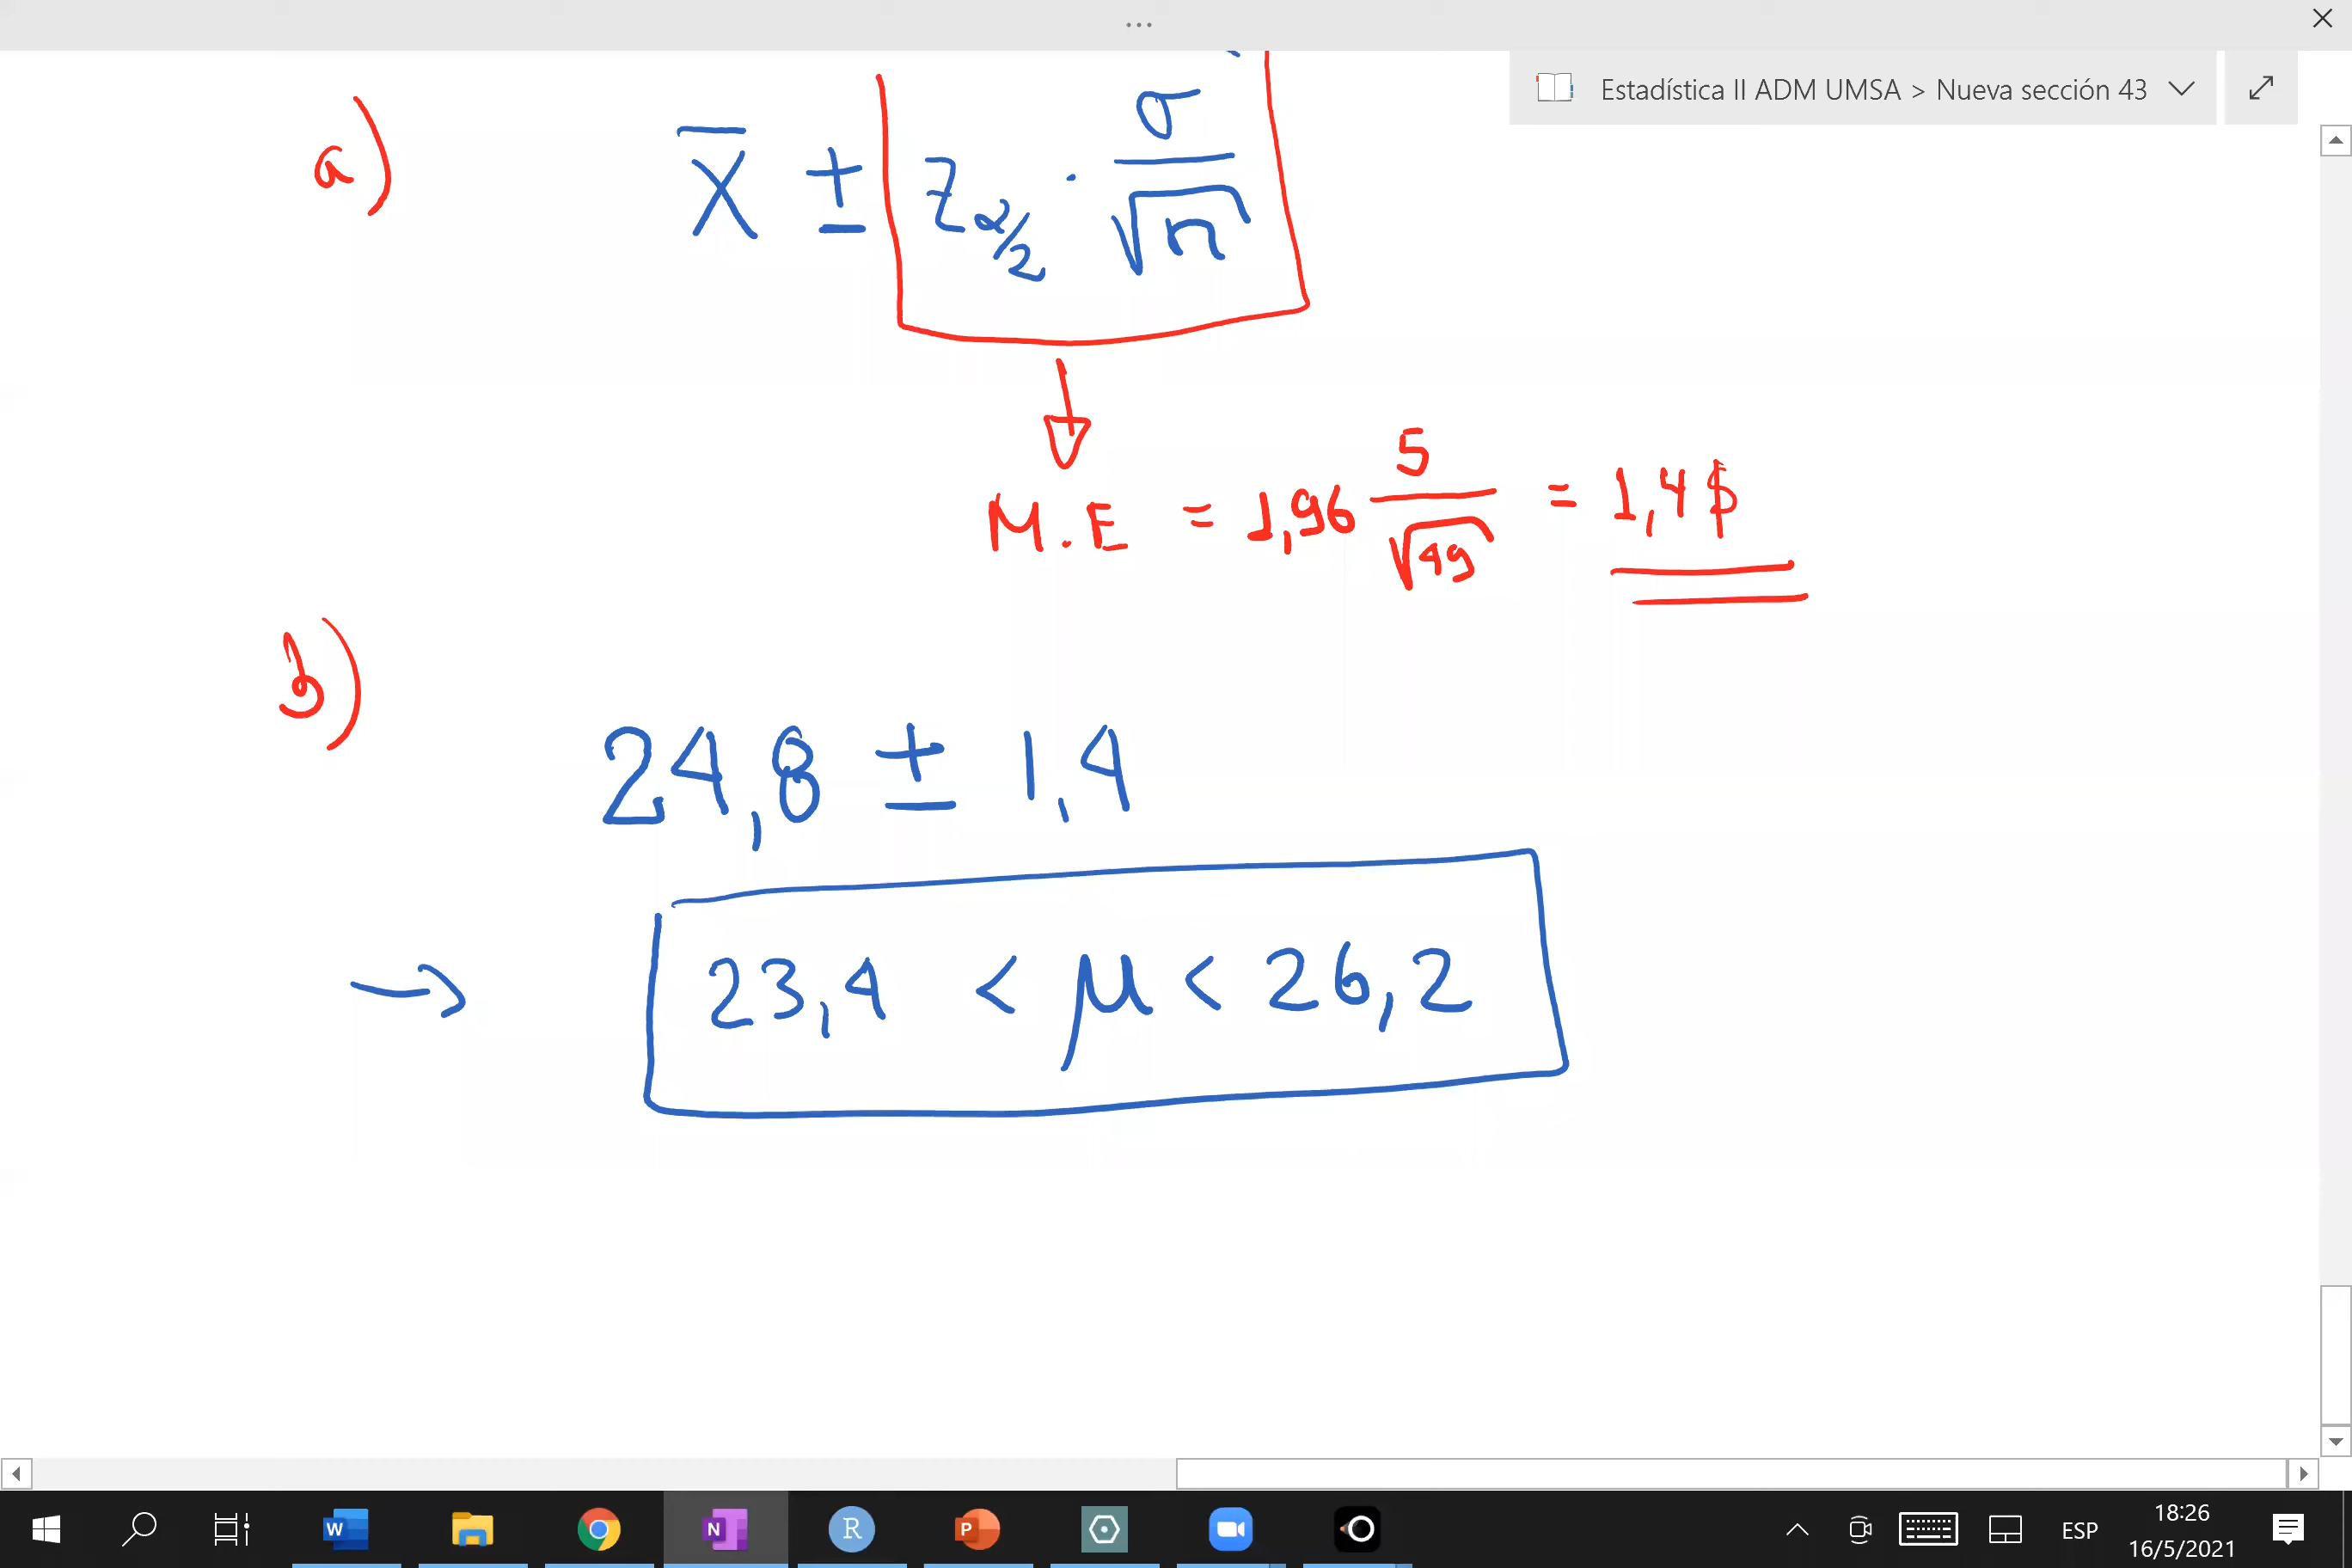 ...
Estadística II ADM UMSA > Nueva sección 43
a)
X̅ ± z α/2 · σ/√n
M.E = 1,96 5/√49 = 1,4 $
b)
24,8 ± 1,4
→ 23,4 < μ < 26,2
W
N
R
P
ESP
18:26
16/5/2021